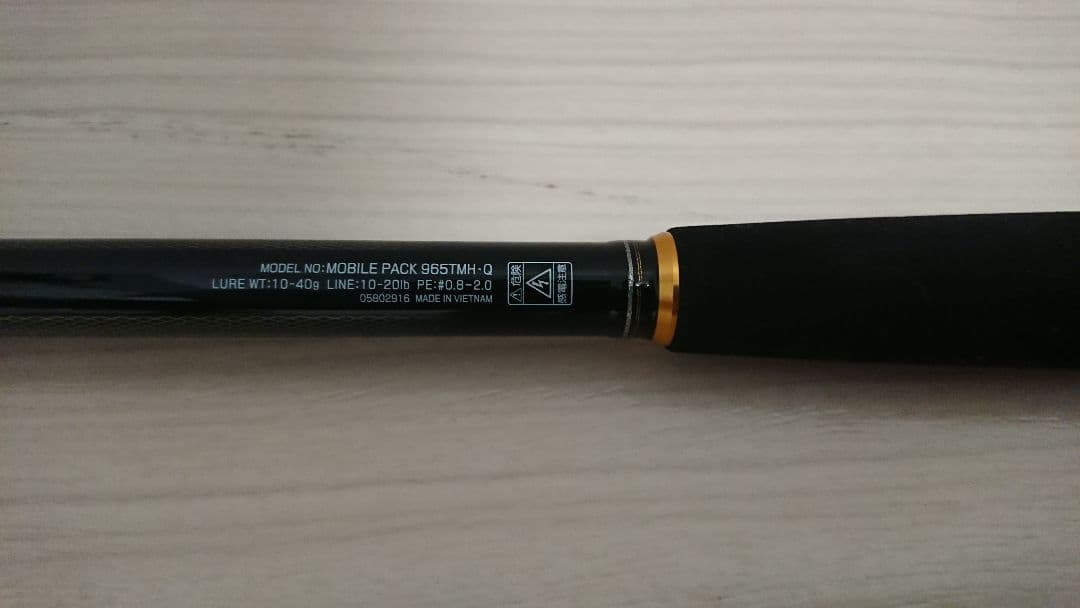 MODEL NO:MOBILE PACK 965TMH・Q
LURE WT:10-40g LINE:10-20lb PE:#0.8-2.0
05802916 MADE IN VIETNAM
危険
感電注意